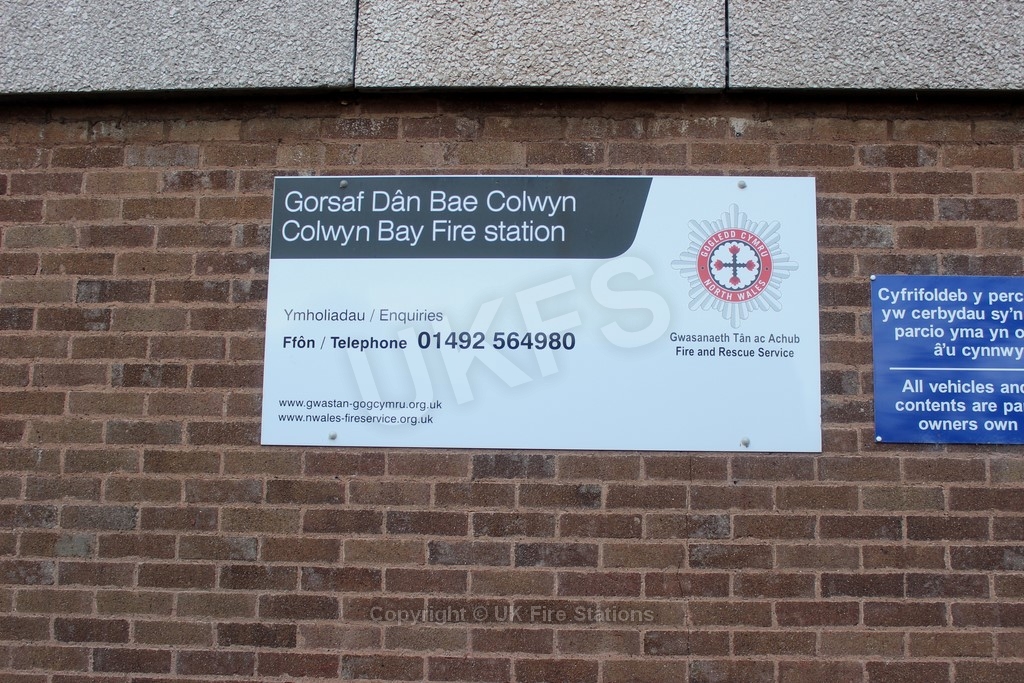 Gorsaf Dân Bae Colwyn
Colwyn Bay Fire station
GOGLEDD CYMRU
NORTH WALES
Gwasanaeth Tân ac Achub
Fire and Rescue Service
Ymholiadau / Enquiries
Ffôn / Telephone 01492 564980
www.gwastan-gogcymru.org.uk
www.nwales-fireservice.org.uk
UKFS
Cyfrifoldeb y perc
yw cerbydau sy'n
parcio yma yn o
â'u cynnwy
All vehicles and
contents are pa
owners own
Copyright © UK Fire Stations